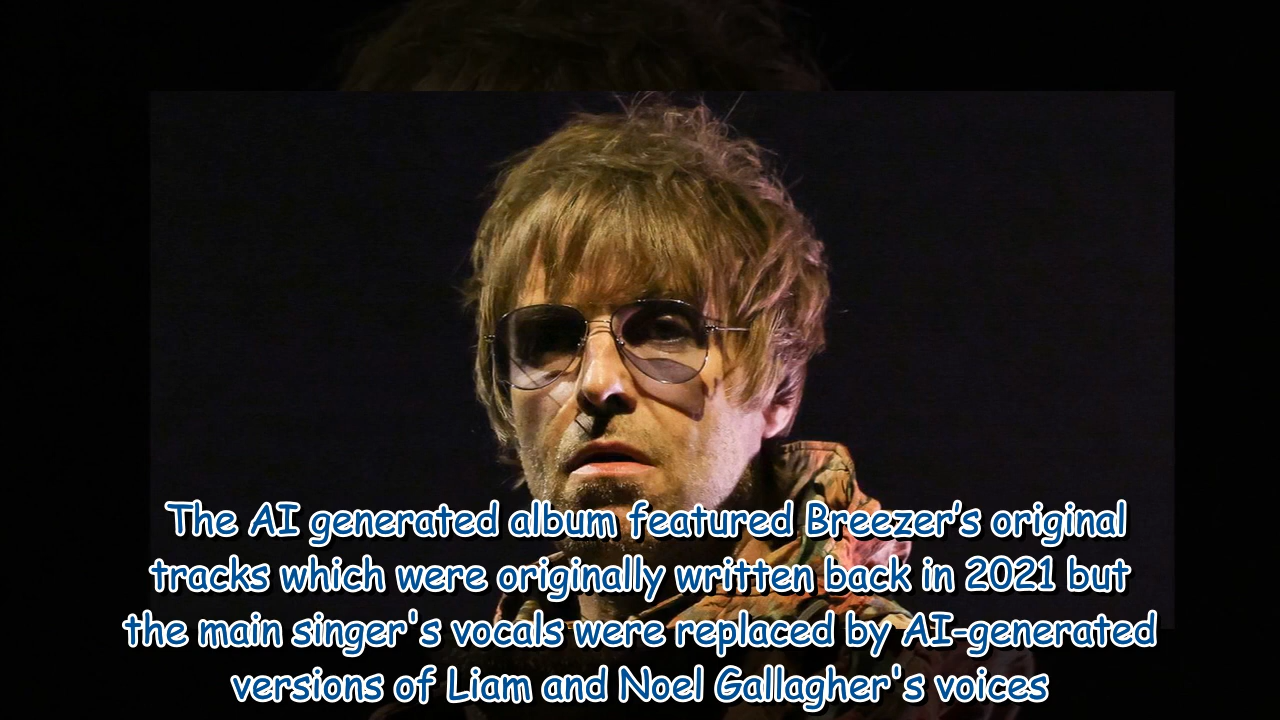 The AI generated album featured Breezer’s original
tracks which were originally written back in 2021 but
the main singer's vocals were replaced by AI-generated
versions of Liam and Noel Gallagher's voices